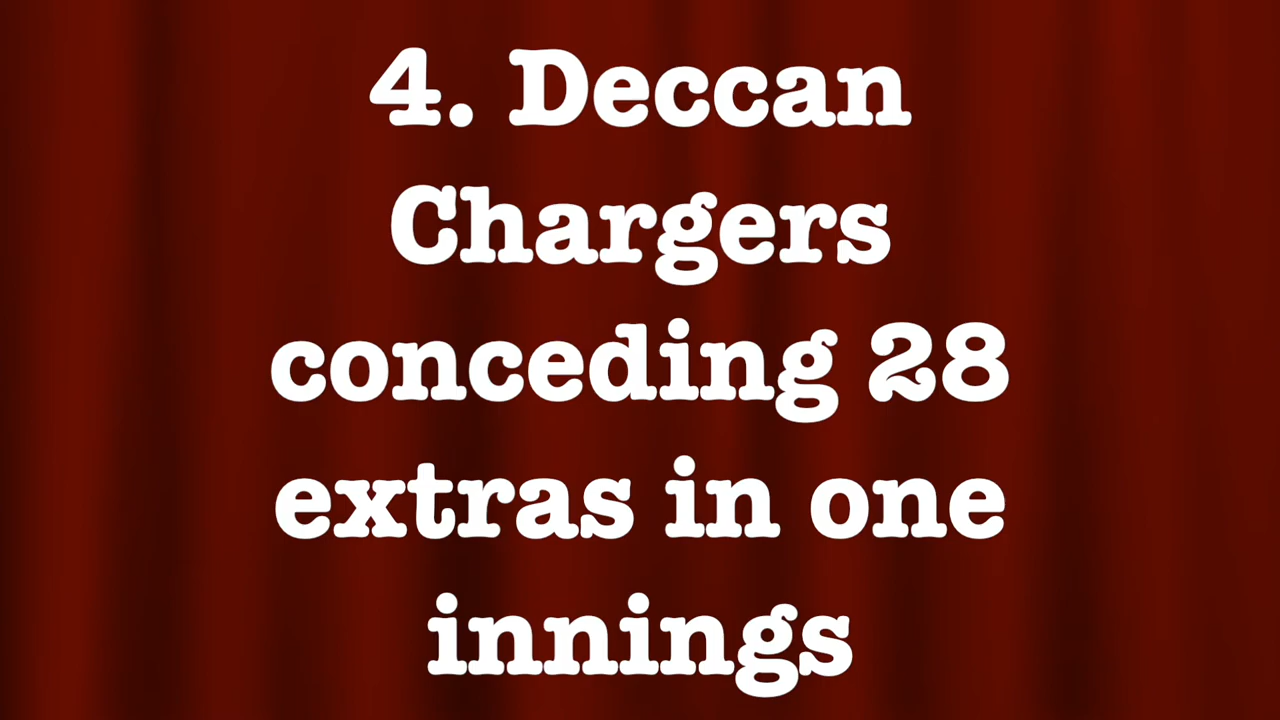 4. Deccan
Chargers
conceding 28
extras in one
innings